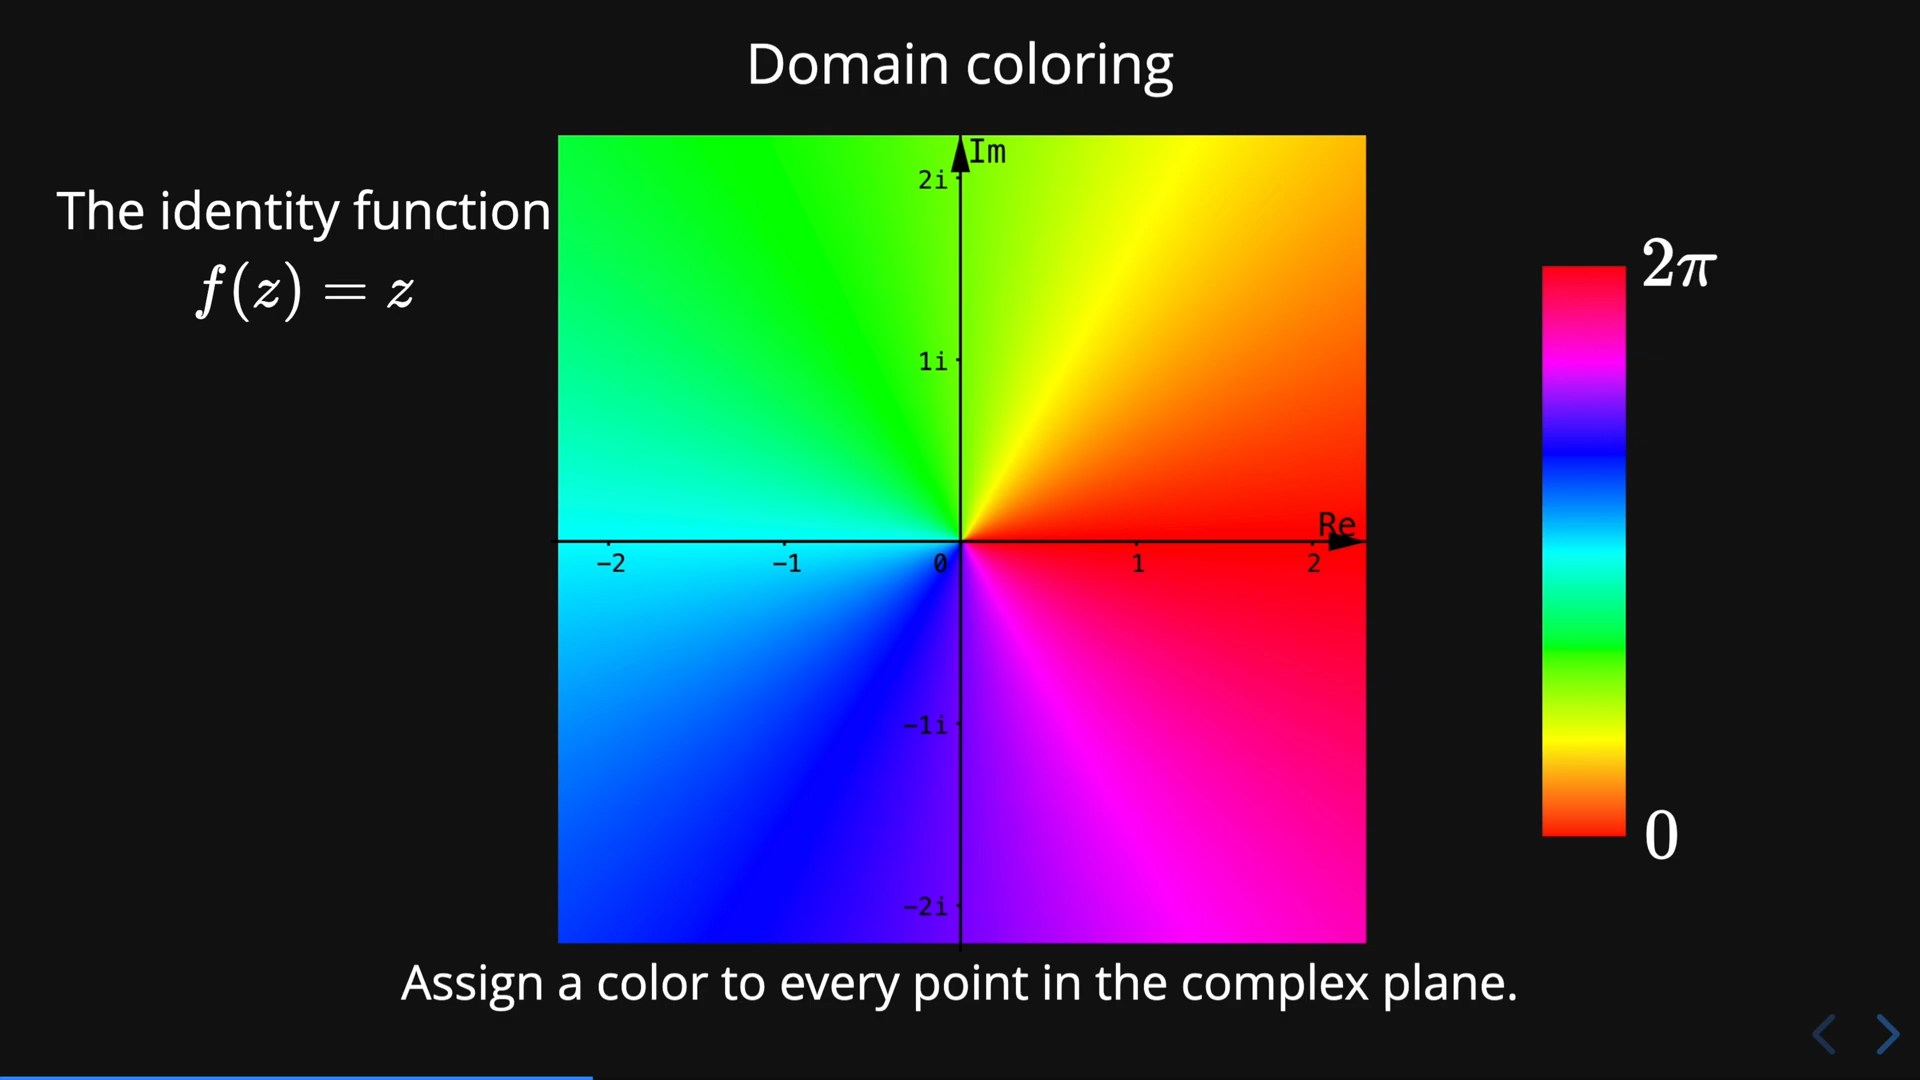 Domain coloring
The identity function
f(z) = z
Im
2i
1i
Re
−2
−1
0
1
2
−1i
−2i
2π
0
Assign a color to every point in the complex plane.